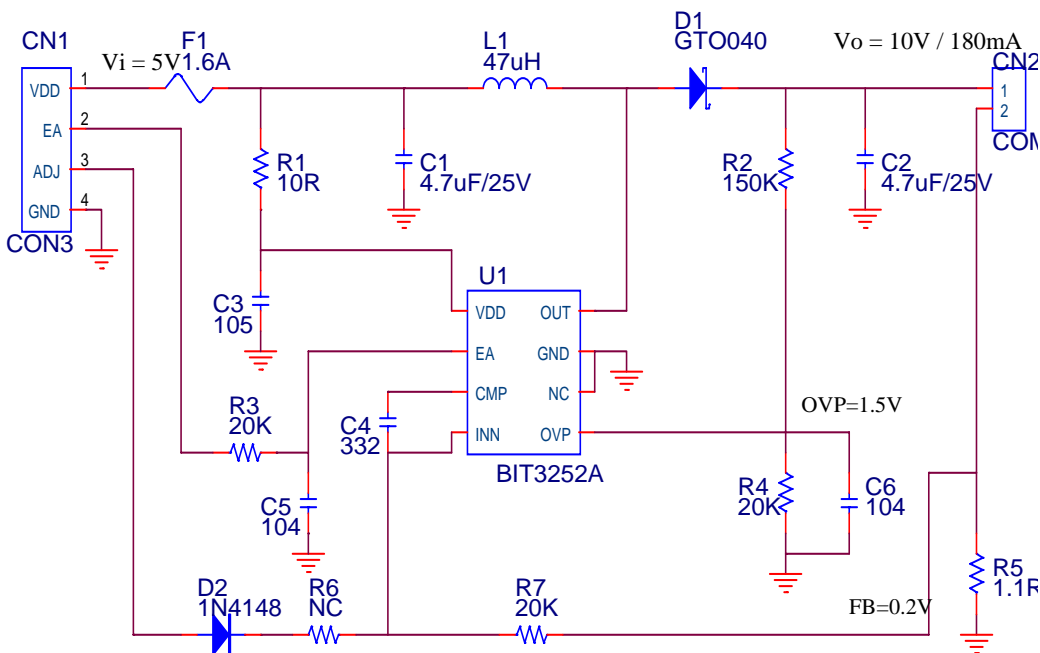 CN1
VDD 1
EA 2
ADJ 3
GND 4
CON3
Vi = 5V
F1
1.6A
L1
47uH
D1
GTO040
Vo = 10V / 180mA
CN2
1
2
COM
R1
10R
C1
4.7uF/25V
R2
150K
C2
4.7uF/25V
C3
105
U1
VDD OUT
EA GND
CMP NC
INN OVP
BIT3252A
R3
20K
C4
332
OVP=1.5V
C5
104
R4
20K
C6
104
D2
1N4148
R6
NC
R7
20K
FB=0.2V
R5
1.1R